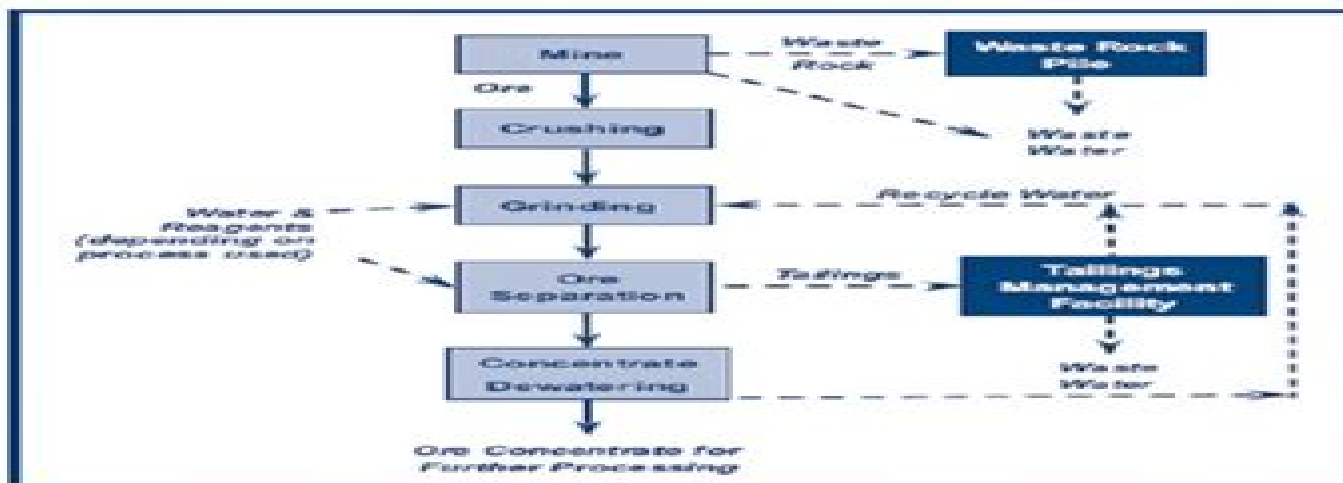 Mine
Waste
Rock
Waste Rock
Pile
Ore
Crushing
Waste
Water
Grinding
Recycle Water
Water &
Reagents
(depending on
process used)
Ore
Separation
Tailings
Tailings
Management
Facility
Concentrate
Dewatering
Waste
Water
Ore Concentrate for
Further Processing